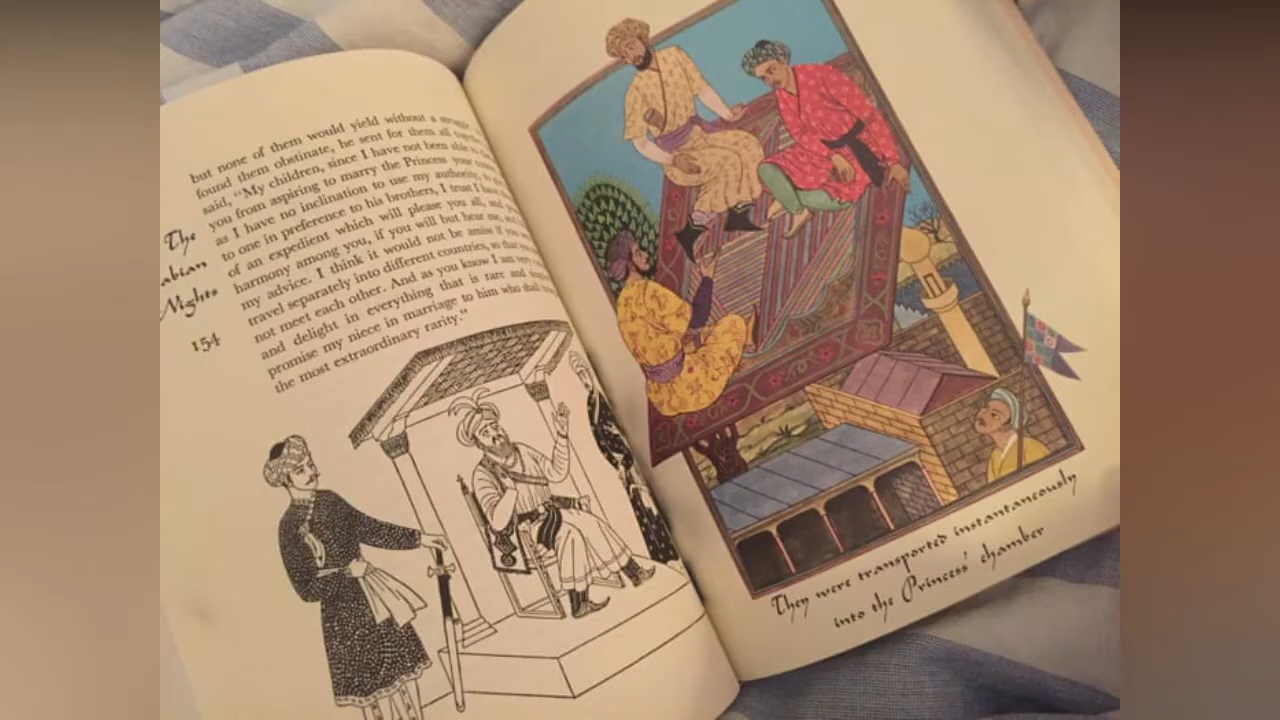 but none of them would yield without a
found them obstinate, he sent for them all
said, "My children, since I have not been able
you from aspiring to marry the Princess your
as I have no inclination to use my authority,
to one in preference to his brothers, I trust I have
of an expedient which will please you all, and
harmony among you, if you will but hear me, and
my advice. I think it would not be amiss if you
travel separately into different countries, so that
not meet each other. And as you know I am very
and delight in everything that is rare and
promise my niece in marriage to him who shall
the most extraordinary rarity."
The
abian
Nights
154
They were transported instantaneously
into the Princess' chamber